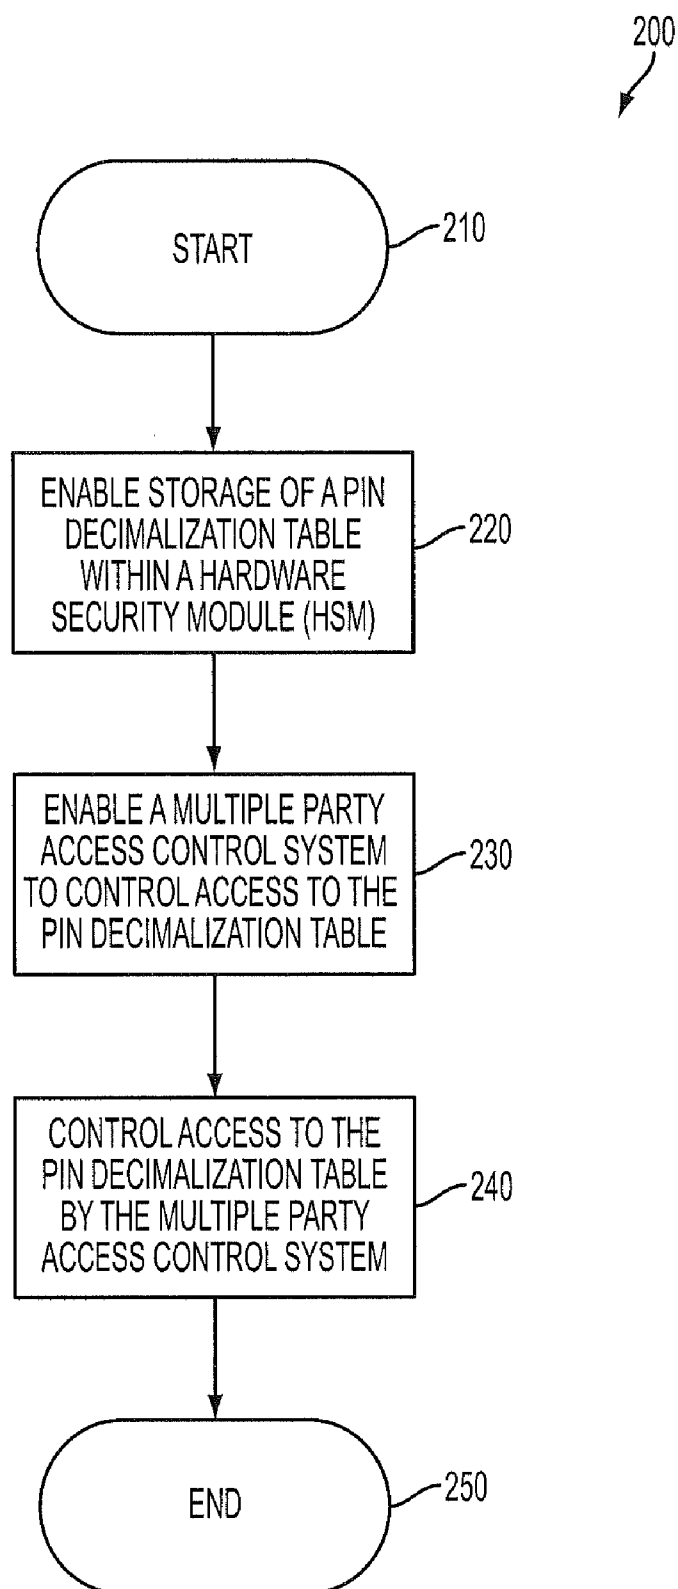 200
START
210
ENABLE STORAGE OF A PIN
DECIMALIZATION TABLE
WITHIN A HARDWARE
SECURITY MODULE (HSM)
220
ENABLE A MULTIPLE PARTY
ACCESS CONTROL SYSTEM
TO CONTROL ACCESS TO THE
PIN DECIMALIZATION TABLE
230
CONTROL ACCESS TO THE
PIN DECIMALIZATION TABLE
BY THE MULTIPLE PARTY
ACCESS CONTROL SYSTEM
240
END
250